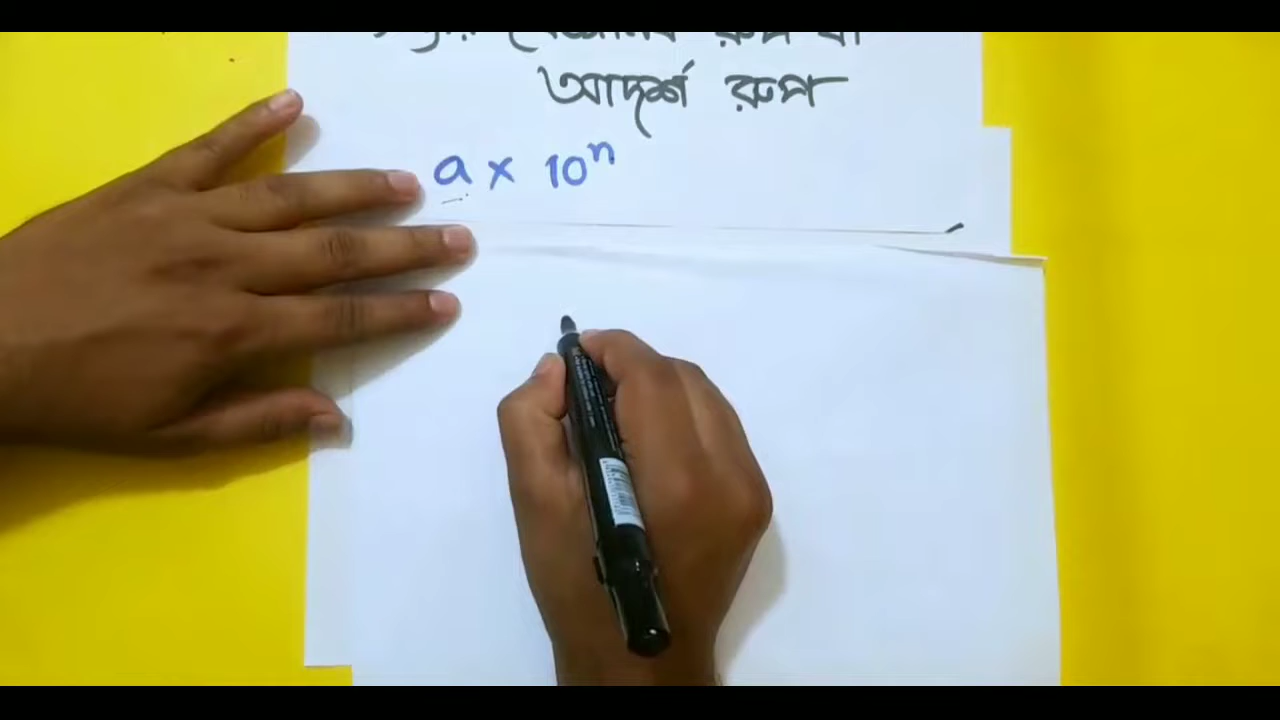 রুপ বা
আদর্শ রুপ
a × 10ⁿ